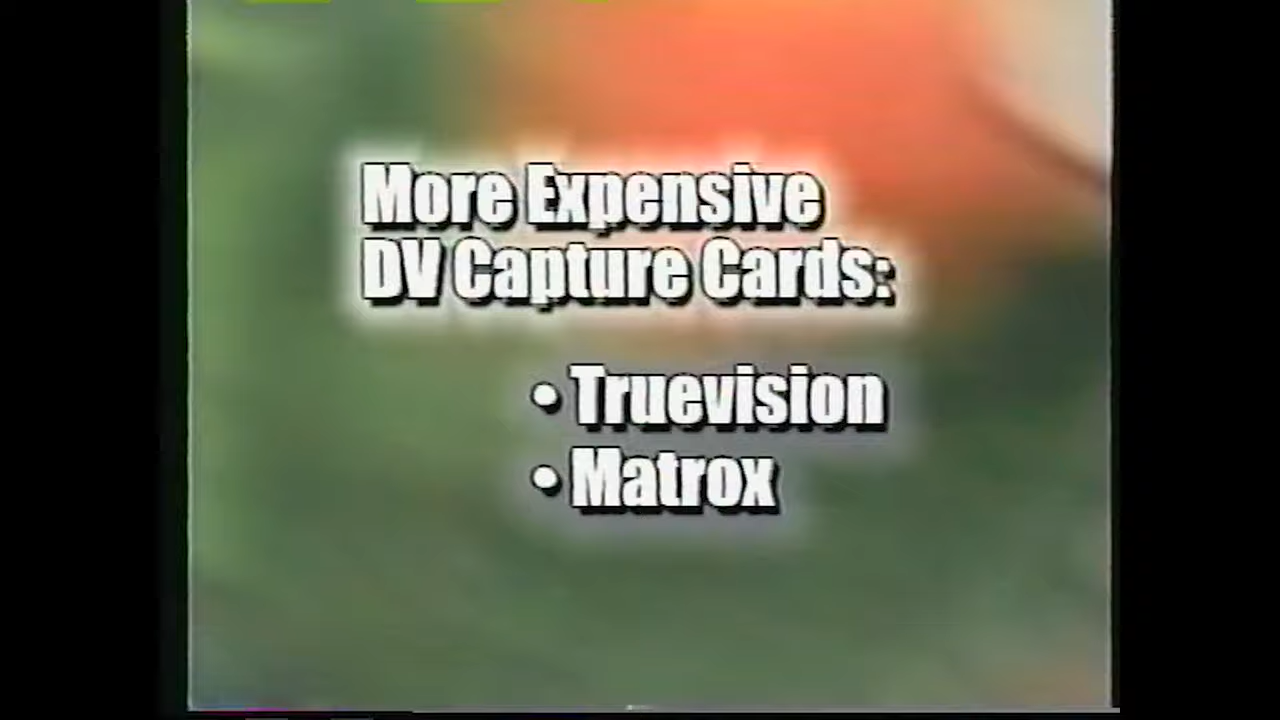 More Expensive
DV Capture Cards:
• Truevision
• Matrox